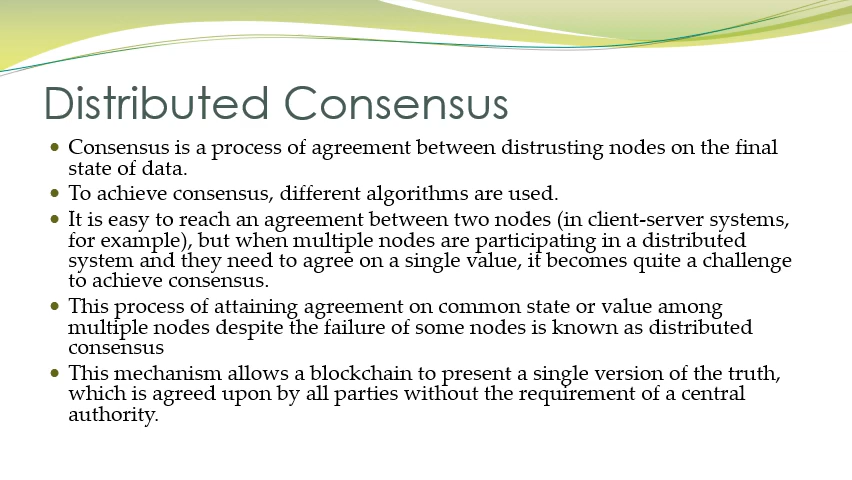 Distributed Consensus
• Consensus is a process of agreement between distrusting nodes on the final
state of data.
• To achieve consensus, different algorithms are used.
• It is easy to reach an agreement between two nodes (in client-server systems,
for example), but when multiple nodes are participating in a distributed
system and they need to agree on a single value, it becomes quite a challenge
to achieve consensus.
• This process of attaining agreement on common state or value among
multiple nodes despite the failure of some nodes is known as distributed
consensus
• This mechanism allows a blockchain to present a single version of the truth,
which is agreed upon by all parties without the requirement of a central
authority.